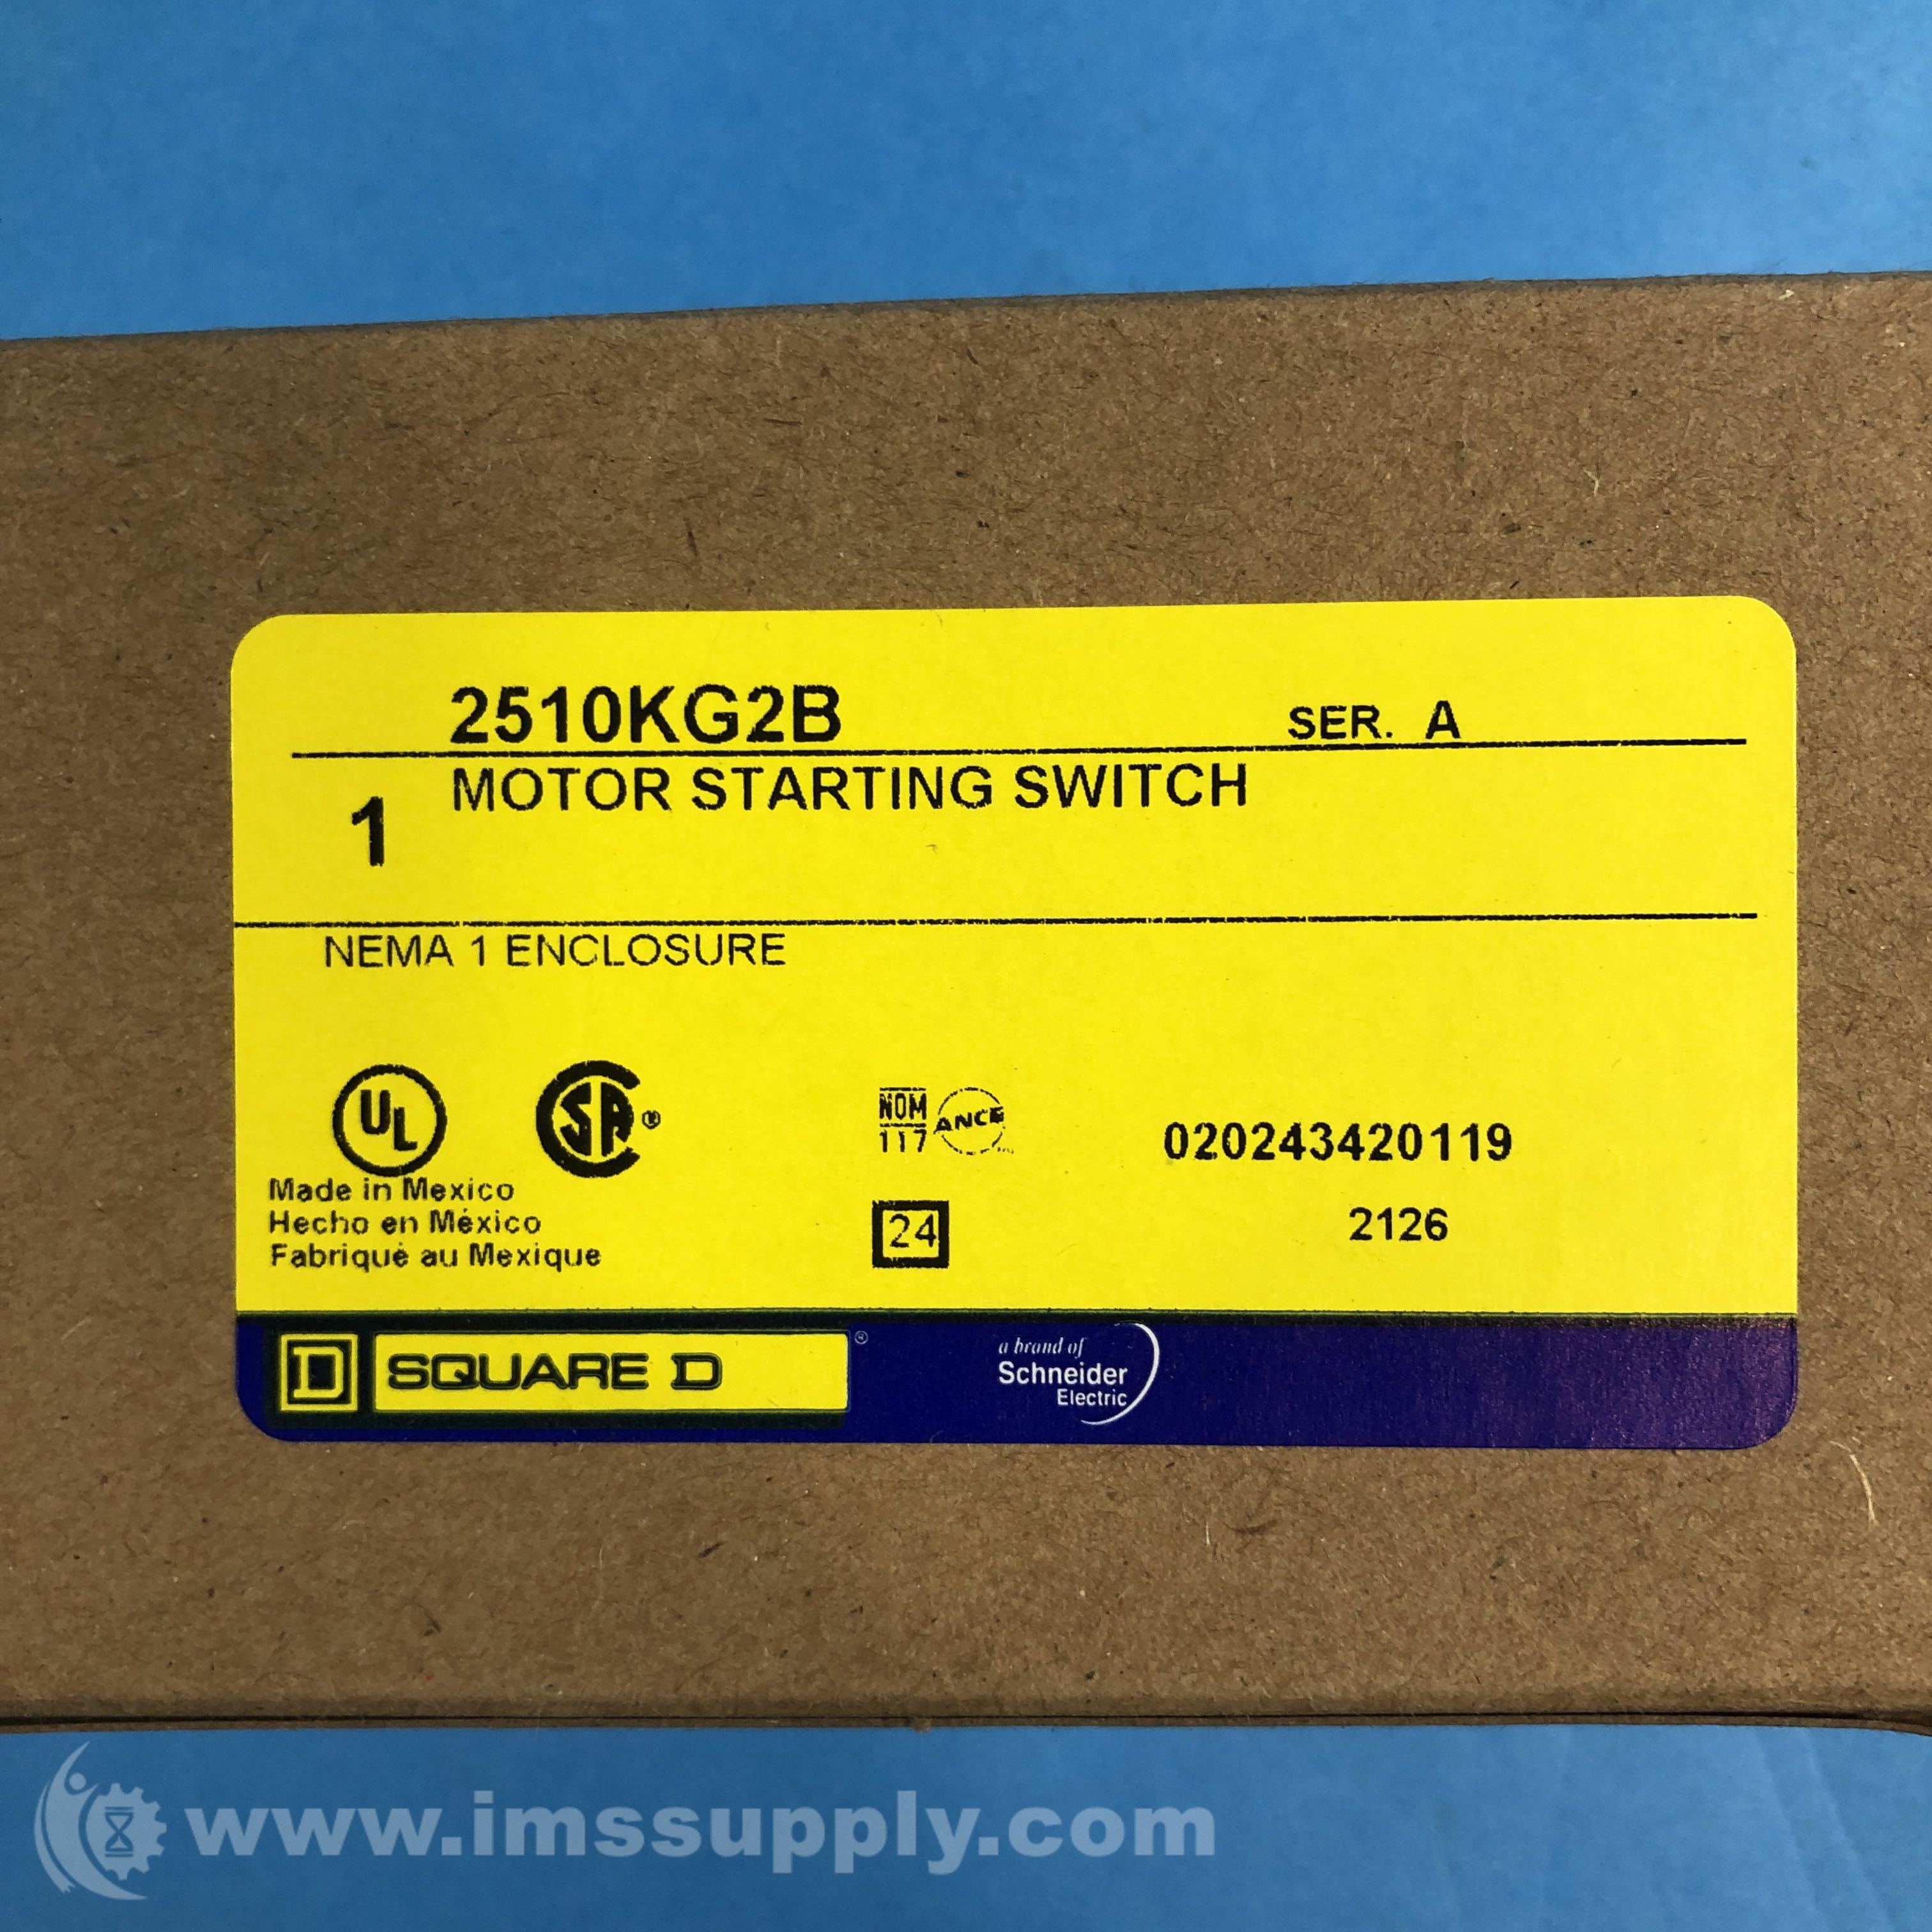 2510KG2B SER. A
1 MOTOR STARTING SWITCH
NEMA 1 ENCLOSURE
UL SA ® NOM 117 ANCE 020243420119
Made in Mexico
Hecho en México
Fabriqué au Mexique
24 2126
D SQUARE D ®
a brand of
Schneider
Electric
www.imssupply.com